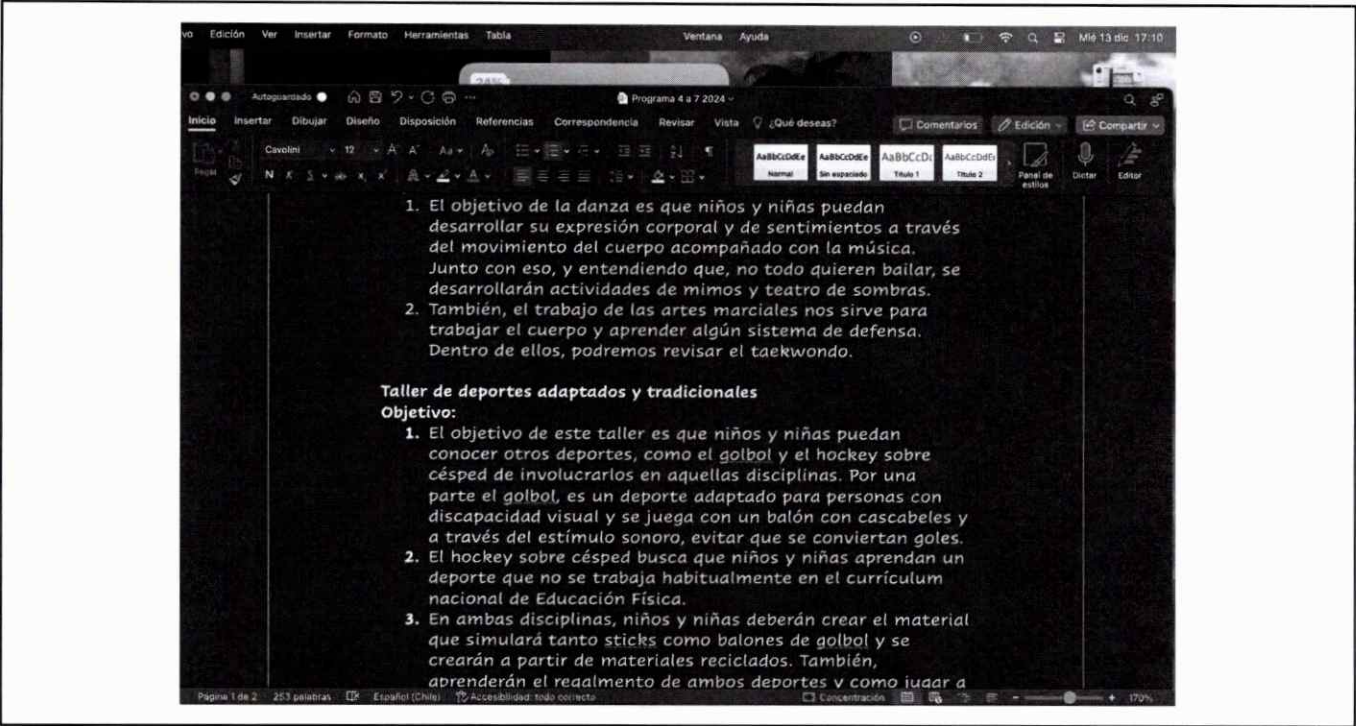 vo Edición Ver Insertar Formato Herramientas Tabla Ventana Ayuda Mié 13 dic 17:10
24%
Autoguardado Programa 4 a 7 2024
Inicio Insertar Dibujar Diseño Disposición Referencias Correspondencia Revisar Vista ¿Qué deseas? Comentarios Edición Compartir
Pegar Cavolini 12 A A Aa A
N K S ab x x A A
AaBbCcDdEe AaBbCcDdEe AaBbCcDc AaBbCcDdEe
Normal Sin espaciado Título 1 Título 2 Panel de estilos Dictar Editor
1. El objetivo de la danza es que niños y niñas puedan
desarrollar su expresión corporal y de sentimientos a través
del movimiento del cuerpo acompañado con la música.
Junto con eso, y entendiendo que, no todo quieren bailar, se
desarrollarán actividades de mimos y teatro de sombras.
2. También, el trabajo de las artes marciales nos sirve para
trabajar el cuerpo y aprender algún sistema de defensa.
Dentro de ellos, podremos revisar el taekwondo.
Taller de deportes adaptados y tradicionales
Objetivo:
1. El objetivo de este taller es que niños y niñas puedan
conocer otros deportes, como el golbol y el hockey sobre
césped de involucrarlos en aquellas disciplinas. Por una
parte el golbol, es un deporte adaptado para personas con
discapacidad visual y se juega con un balón con cascabeles y
a través del estímulo sonoro, evitar que se conviertan goles.
2. El hockey sobre césped busca que niños y niñas aprendan un
deporte que no se trabaja habitualmente en el currículum
nacional de Educación Física.
3. En ambas disciplinas, niños y niñas deberán crear el material
que simulará tanto sticks como balones de golbol y se
crearán a partir de materiales reciclados. También,
aprenderán el regalmento de ambos deportes y como jugar a
Página 1 de 2 253 palabras Español (Chile) Accesibilidad: todo correcto Concentración 170%